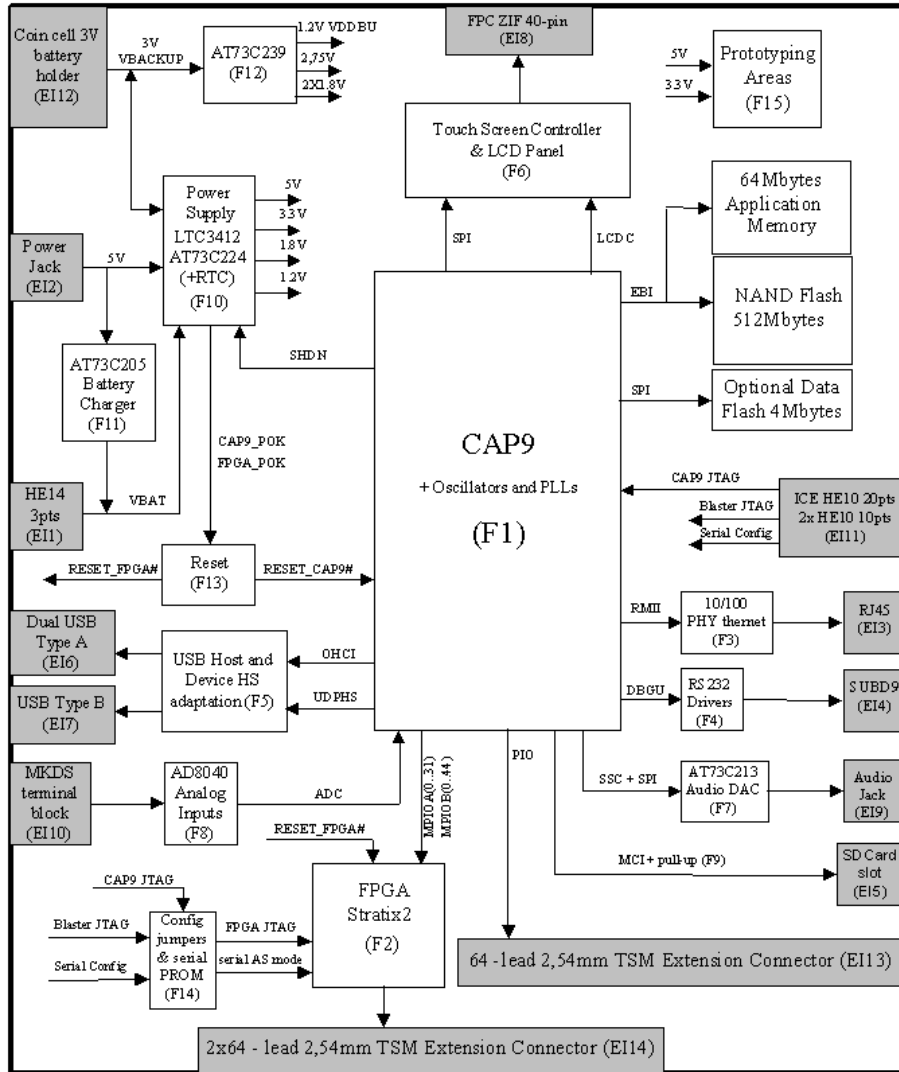 Coin cell 3V
battery
holder
(EI12)
3V
VBACKUP
AT73C239
(F12)
1.2V VDDBU
2,75V
2X1.8V
FPC ZIF 40-pin
(EI8)
5V
3.3V
Prototyping
Areas
(F15)
Touch Screen Controller
& LCD Panel
(F6)
SPI
LCDC
Power
Supply
LTC3412
AT73C224
(+RTC)
(F10)
5V
3.3V
1.8V
1.2V
Power
Jack
(EI2)
5V
64Mbytes
Application
Memory
EBI
NAND Flash
512Mbytes
SPI
Optional Data
Flash 4Mbytes
SHDN
AT73C205
Battery
Charger
(F11)
CAP9_POK
FPGA_POK
CAP9
+ Oscillators and PLLs
(F1)
HE14
3pts
(EI1)
VBAT
CAP9 JTAG
Blaster JTAG
Serial Config
ICE HE10 20pts
2x HE10 10pts
(EI11)
RESET_FPGA#
Reset
(F13)
RESET_CAP9#
RMII
10/100
PHY thernet
(F3)
RJ45
(EI3)
Dual USB
Type A
(EI6)
USB Type B
(EI7)
USB Host and
Device HS
adaptation (F5)
OHCI
UDPHS
DBGU
RS232
Drivers
(F4)
SUBD9
(EI4)
MKDS
terminal
block
(EI10)
AD8040
Analog
Inputs
(F8)
ADC
MPIOA(0..31)
MPIOB(0..44)
PIO
SSC + SPI
AT73C213
Audio DAC
(F7)
Audio
Jack
(EI9)
RESET_FPGA#
MCI + pull-up (F9)
SD Card
slot
(EI5)
CAP9 JTAG
Blaster JTAG
Serial Config
Config
jumpers
& serial
PROM
(F14)
FPGA JTAG
serial AS mode
FPGA
Stratix2
(F2)
64 -lead 2,54mm TSM Extension Connector (EI13)
2x64 - lead 2,54mm TSM Extension Connector (EI14)